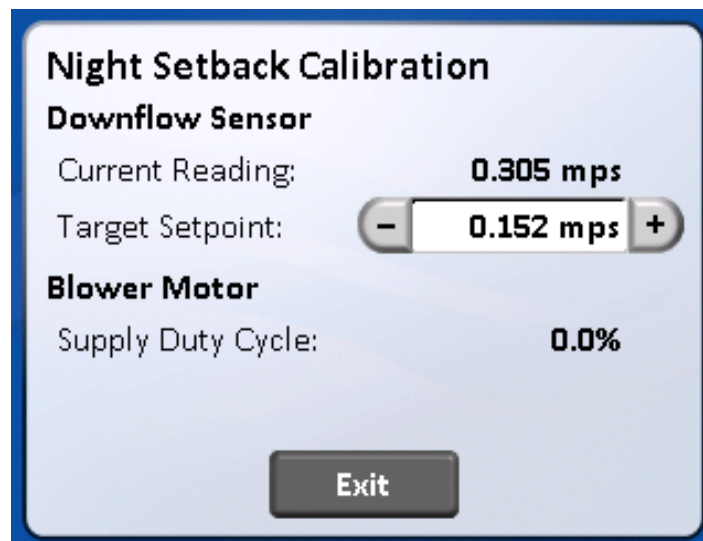 Night Setback Calibration
Downflow Sensor
Current Reading: 0.305 mps
Target Setpoint: - 0.152 mps +
Blower Motor
Supply Duty Cycle: 0.0%
Exit